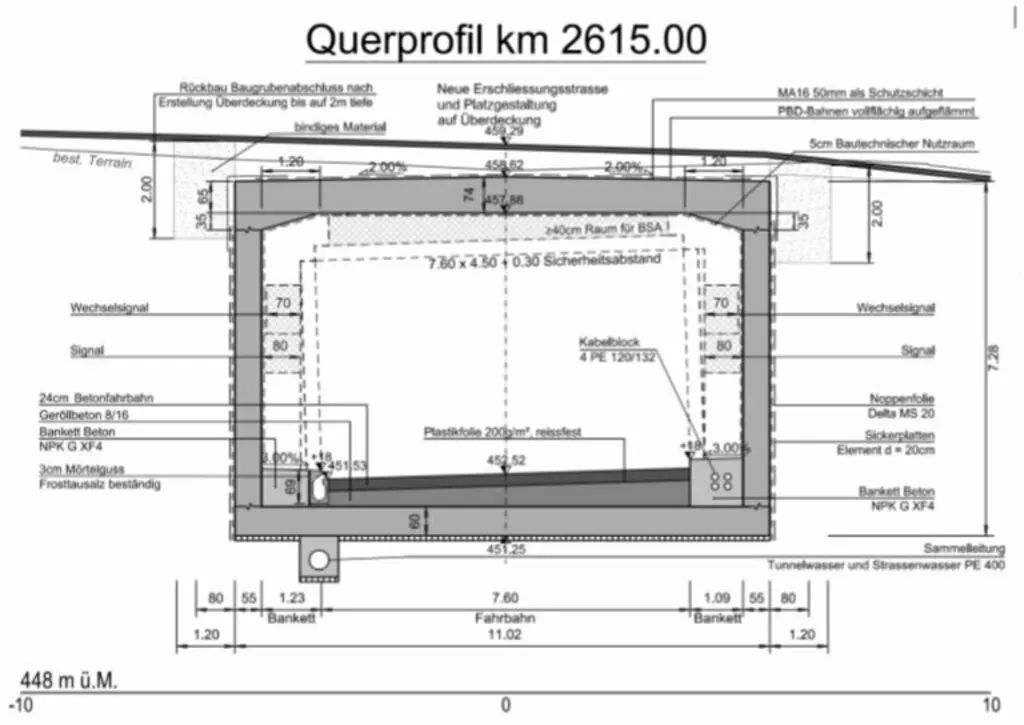 Querprofil km 2615.00
Rückbau Baugrubenabschluss nach
Erstellung Überdeckung bis auf 2m tiefe
bindiges Material
best. Terrain
Neue Erschliessungsstrasse
und Platzgestaltung
auf Überdeckung
459.29
MA16 50mm als Schutzschicht
PBD-Bahnen vollflächig aufgeflämmt
5cm Bautechnischer Nutzraum
1.20
2.00%
458.62
2.00%
1.20
2.00
65
35
74
457.88
35
2.00
≥40cm Raum für BSA
7.60 x 4.50 + 0.30 Sicherheitsabstand
Wechselsignal
70
70
Wechselsignal
Signal
80
80
Signal
Kabelblock
4 PE 120/132
7.28
24cm Betonfahrbahn
Geröllbeton 8/16
Bankett Beton
NPK G XF4
3cm Mörtelguss
Frosttausalz beständig
Plastikfolie 200g/m², reissfest
Noppenfolie
Delta MS 20
Sickerplatten
Element d = 20cm
Bankett Beton
NPK G XF4
3.00%
+18
451.53
452.52
+18
3.00%
69
60
451.25
Sammelleitung
Tunnelwasser und Strassenwasser PE 400
80
55
1.23
7.60
1.09
55
80
Bankett
Fahrbahn
Bankett
1.20
11.02
1.20
448 m ü.M.
-10
0
10